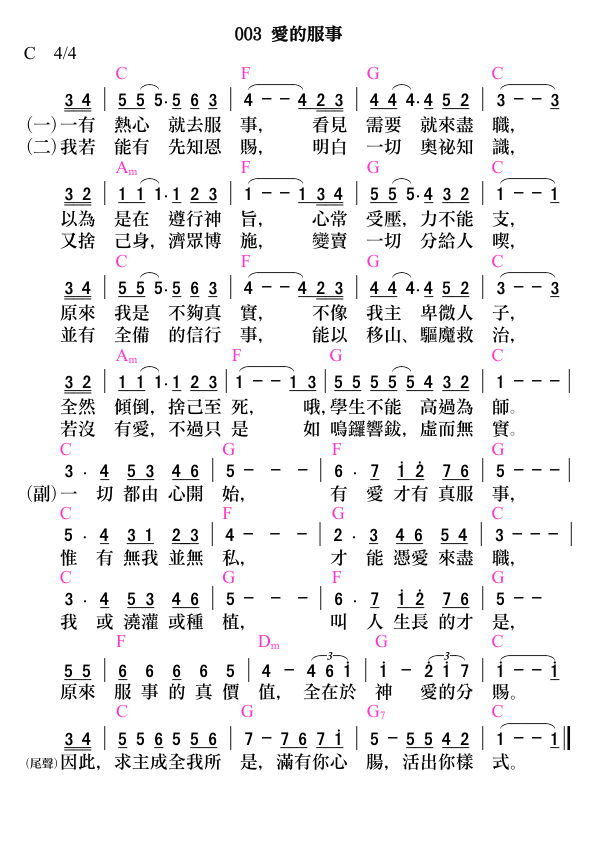 003 愛的服事
C 4/4
C F G C
3 4 | 5 5 5· 5 6 3 | 4 - - 4 2 3 | 4 4 4· 4 5 2 | 3 - - 3
(一)一有 熱心 就去服 事, 看見 需要 就來盡 職,
(二)我若 能有 先知恩 賜, 明白 一切 奧祕知 識,
Am F G C
3 2 | 1 1 1· 1 2 3 | 1 - - 1 3 4 | 5 5 5· 4 3 2 | 1 - - 1
以為 是在 遵行神 旨, 心常 受壓, 力不能 支,
又捨 己身, 濟眾博 施, 變賣 一切 分給人 喫,
C F G C
3 4 | 5 5 5· 5 6 3 | 4 - - 4 2 3 | 4 4 4· 4 5 2 | 3 - - 3
原來 我是 不夠真 實, 不像 我主 卑微人 子,
並有 全備 的信行 事, 能以 移山、驅魔救 治,
Am F G C
3 2 | 1 1 1· 1 2 3 | 1 - - 1 3 | 5 5 5 5 5 4 3 2 | 1 - - - |
全然 傾倒, 捨己至 死, 哦, 學生不能 高過為 師。
若沒 有愛, 不過只 是 如 鳴鑼響鈸, 虛而無 實。
C G F G
3 · 4 5 3 4 6 | 5 - - - | 6 · 7 i 2̇ 7 6 | 5 - - - |
(副)一 切 都由 心開 始, 有 愛 才有 真服 事,
C F G C
5 · 4 3 1 2 3 | 4 - - - | 2 · 3 4 6 5 4 | 3 - - - |
惟 有 無我 並無 私, 才 能 憑愛 來盡 職,
C G F G
3 · 4 5 3 4 6 | 5 - - - | 6 · 7 i 2̇ 7 6 | 5 - -
我 或 澆灌 或種 植, 叫 人 生長 的才 是,
F Dm G C
5 5 | 6 6 6 6 5 | 4 - 4 6 i | i - 2̇ i 7 | i - - i
原來 服 事 的 真 價 值, 全在於 神 愛的分 賜。
C G G7 C
3 4 | 5 5 6 5 5 6 | 7 - 7 6 7 i | 5 - 5 5 4 2 | 1 - - 1 ‖
(尾聲)因此, 求主成全我所 是, 滿有你心 腸, 活出你樣 式。